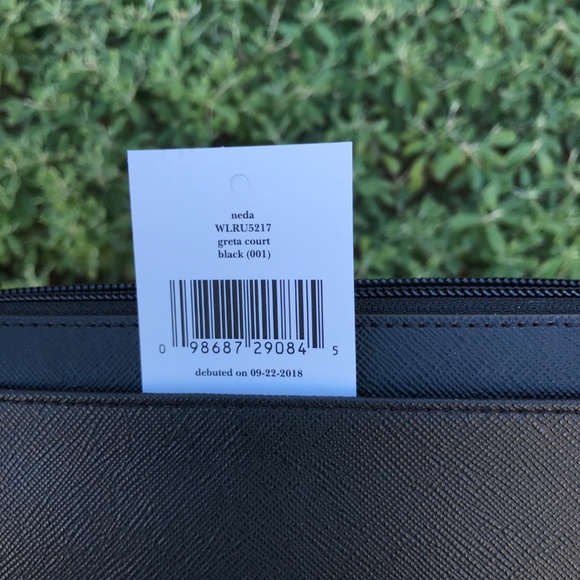 neda
WLRU5217
greta court
black (001)
0 98687 29084 5
debuted on 09-22-2018